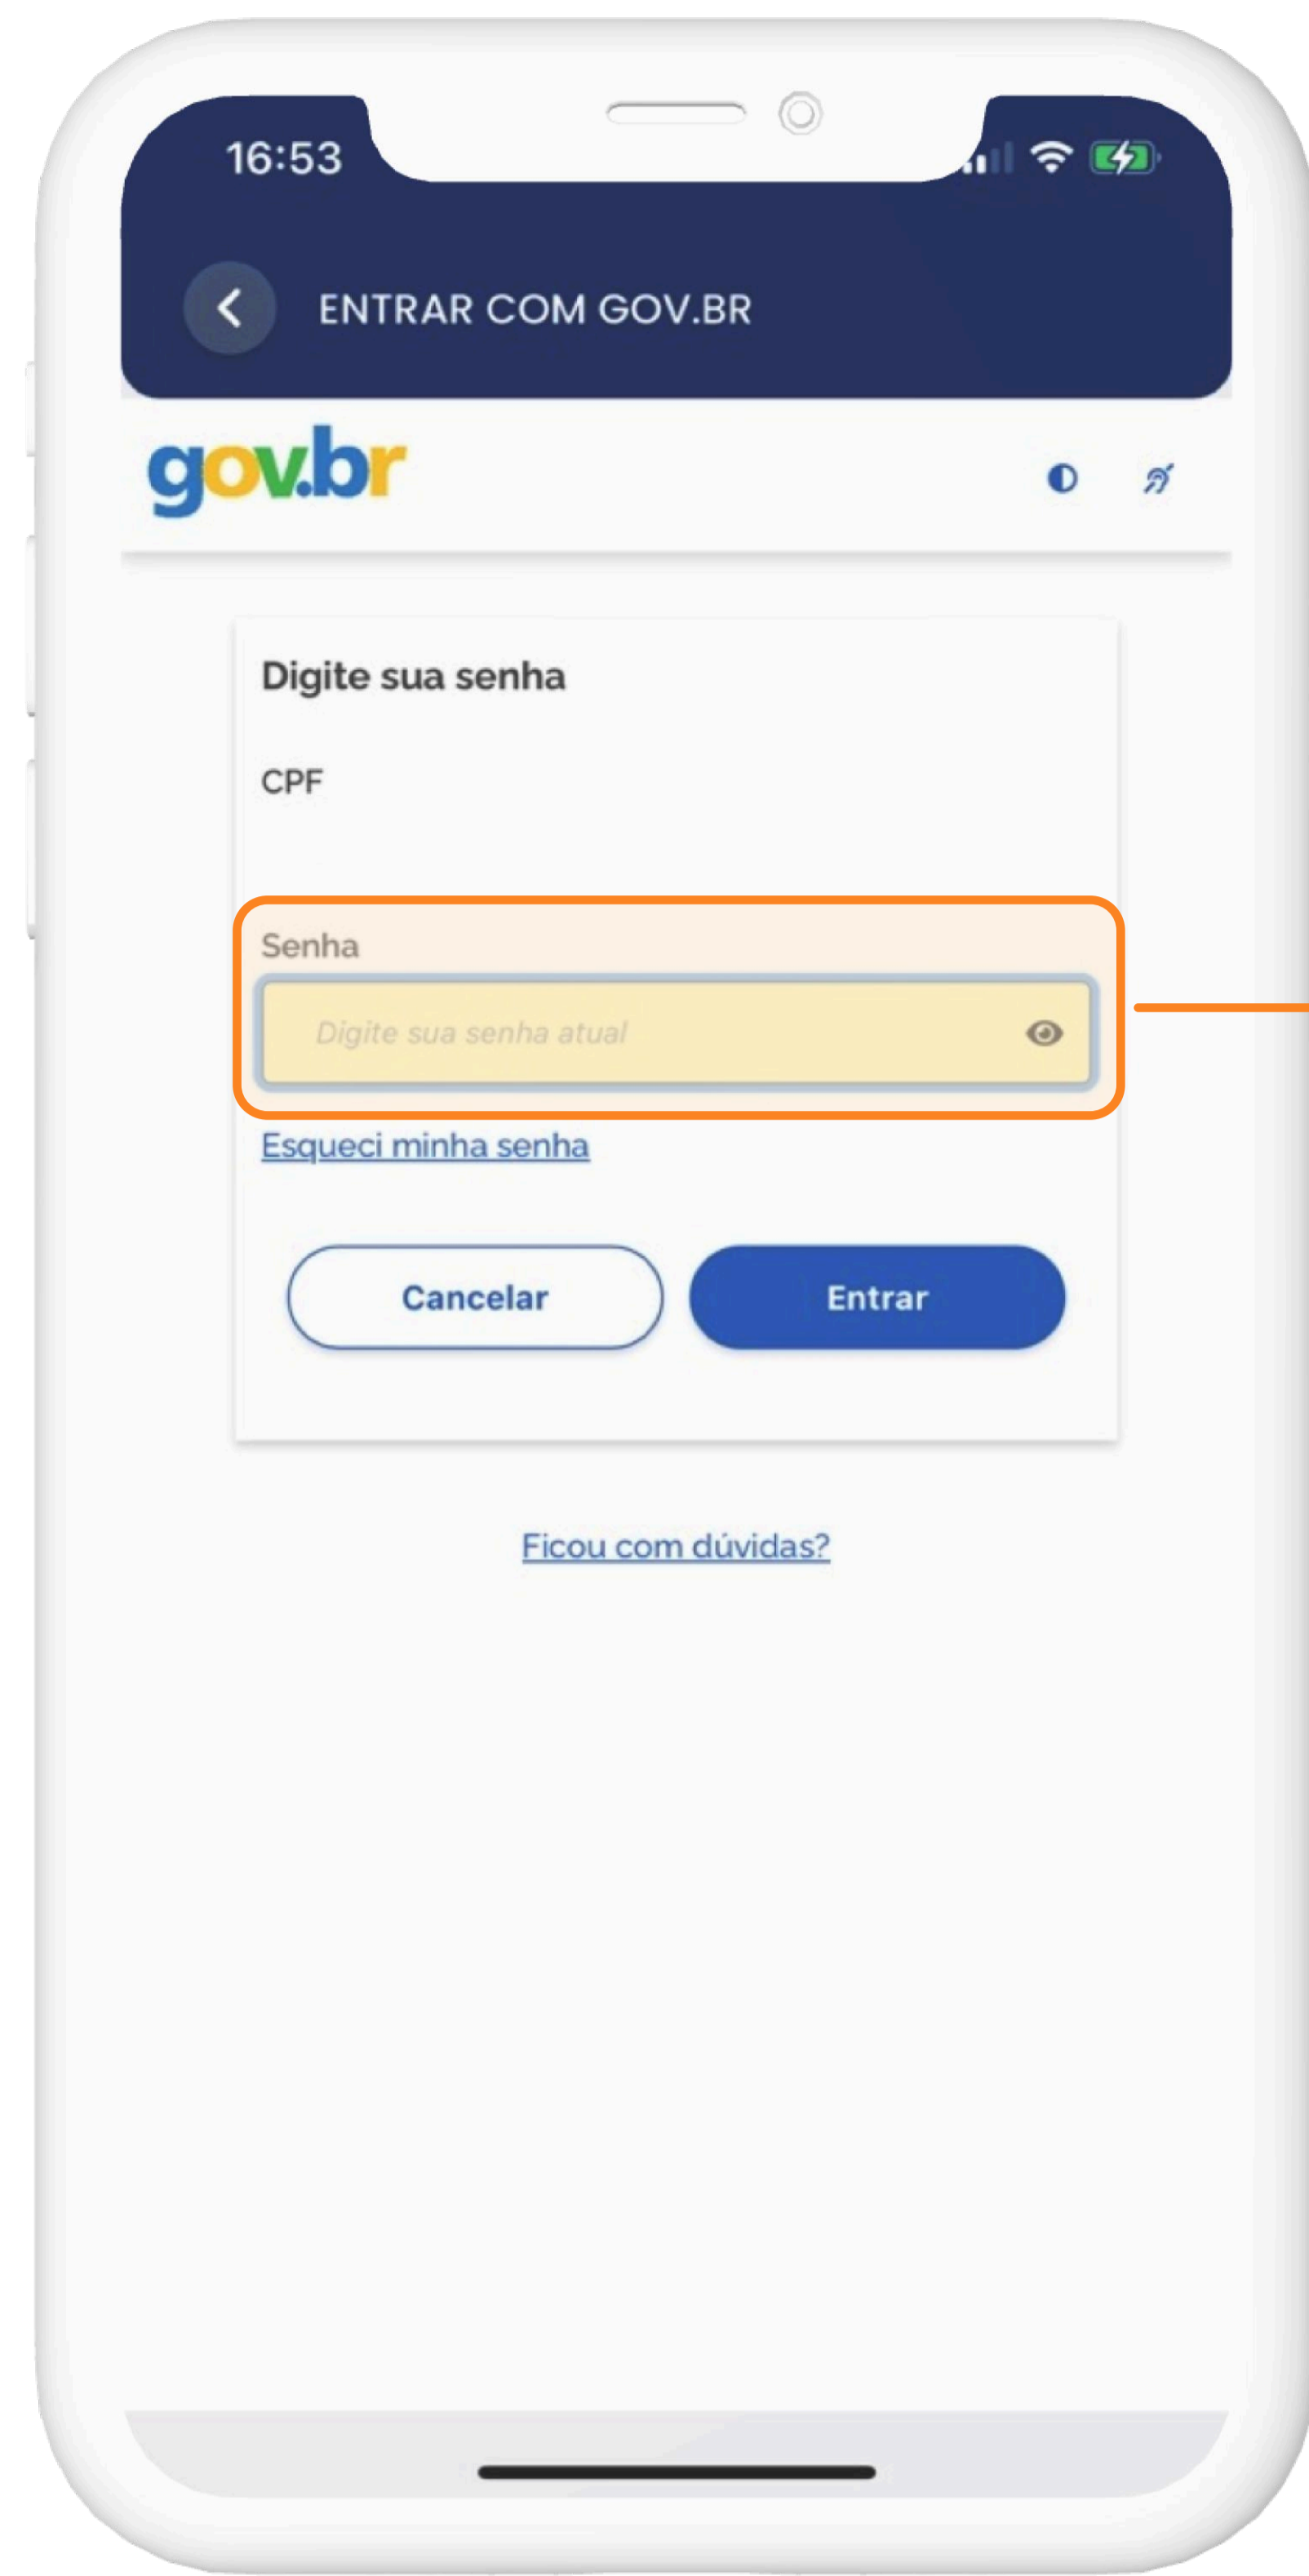 16:53
ENTRAR COM GOV.BR
gov.br
Digite sua senha
CPF
Senha
Digite sua senha atual
Esqueci minha senha
Cancelar
Entrar
Ficou com dúvidas?